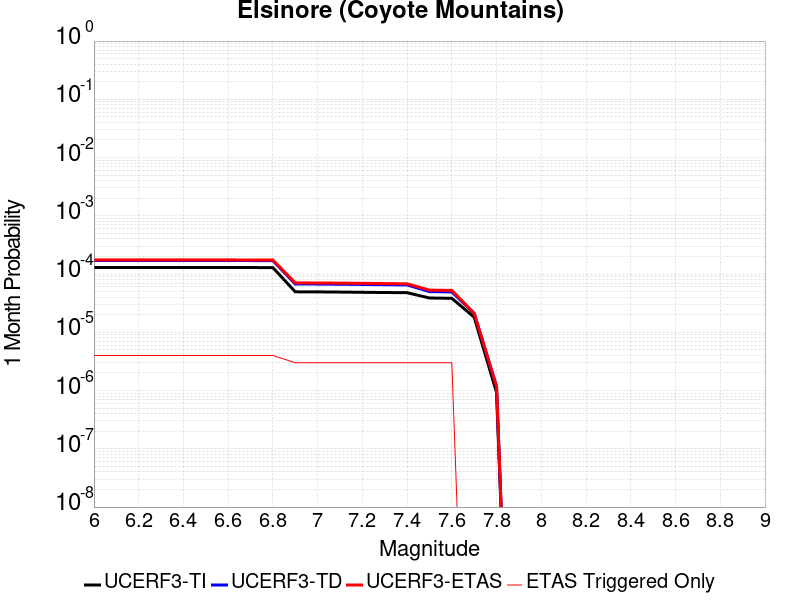 Elsinore (Coyote Mountains)
10 0
10 -1
10 -2
10 -3
10 -4
10 -5
10 -6
10 -7
10 -8
1 Month Probability
6 6.2 6.4 6.6 6.8 7 7.2 7.4 7.6 7.8 8 8.2 8.4 8.6 8.8 9
Magnitude
UCERF3-TI UCERF3-TD UCERF3-ETAS ETAS Triggered Only